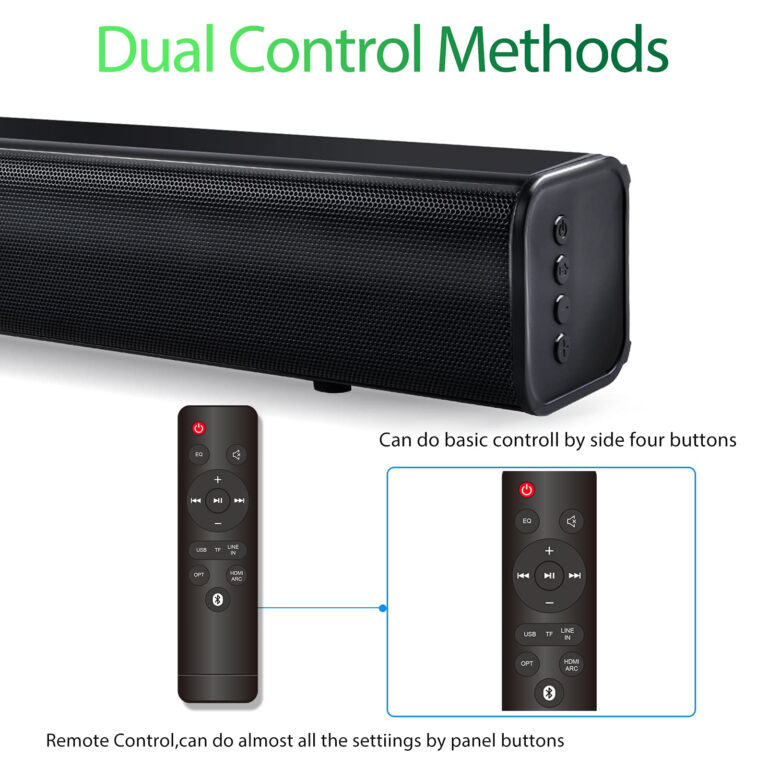 Dual Control Methods
Can do basic controll by side four buttons
EQ
USB TF LINE IN
OPT HDMI ARC
EQ
USB TF LINE IN
OPT HDMI ARC
Remote Control,can do almost all the settiings by panel buttons